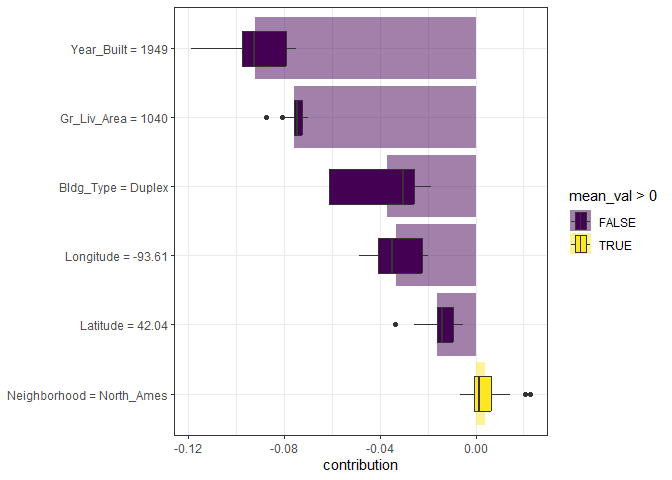 Year_Built = 1949
Gr_Liv_Area = 1040
Bldg_Type = Duplex
Longitude = -93.61
Latitude = 42.04
Neighborhood = North_Ames
-0.12
-0.08
-0.04
0.00
contribution
mean_val > 0
FALSE
TRUE